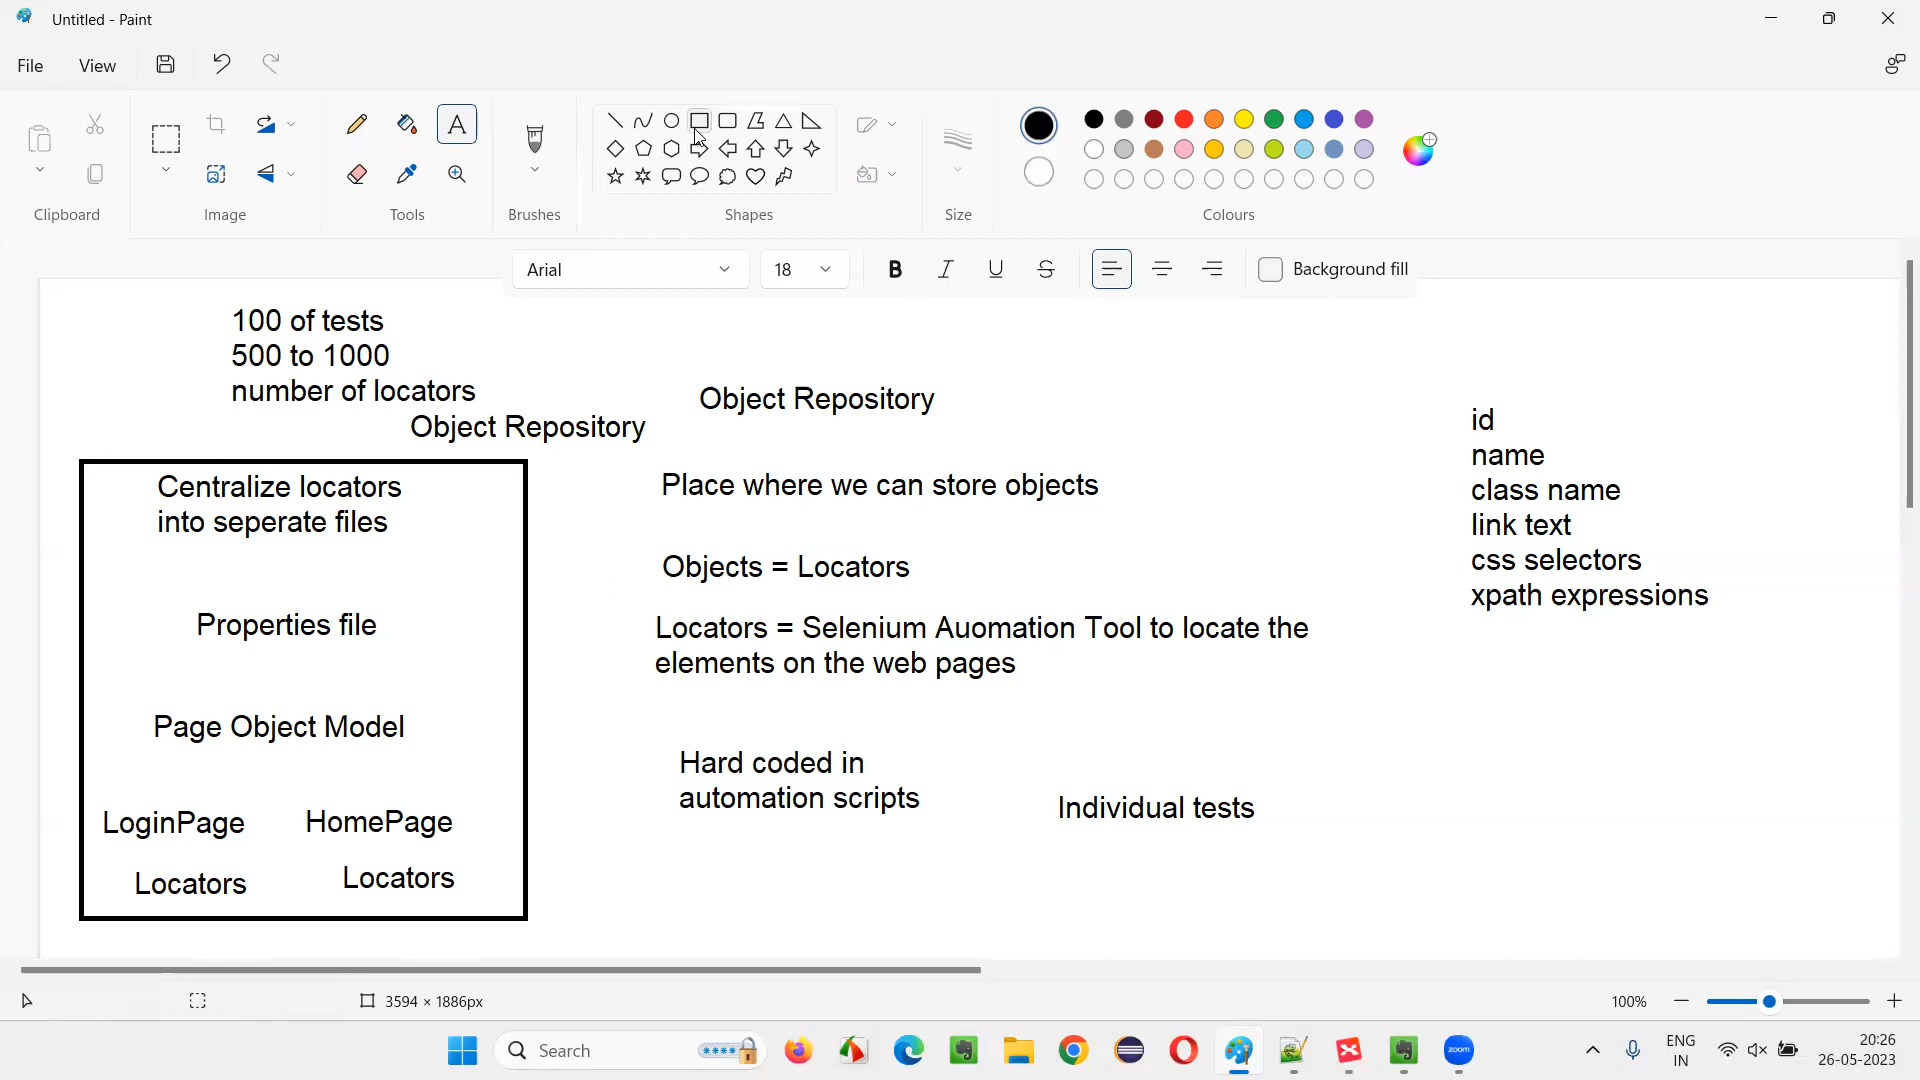 Untitled - Paint
File
View
Clipboard
Image
Tools
Brushes
Shapes
Size
Colours
Arial
18
B
I
U
S
Background fill
100 of tests
500 to 1000
number of locators
Object Repository
Object Repository
id
name
class name
link text
css selectors
xpath expressions
Centralize locators
into seperate files
Place where we can store objects
Objects = Locators
Properties file
Locators = Selenium Auomation Tool to locate the
elements on the web pages
Page Object Model
Hard coded in
automation scripts
Individual tests
LoginPage
HomePage
Locators
Locators
3594 × 1886px
100%
Search
zoom
ENG
IN
20:26
26-05-2023